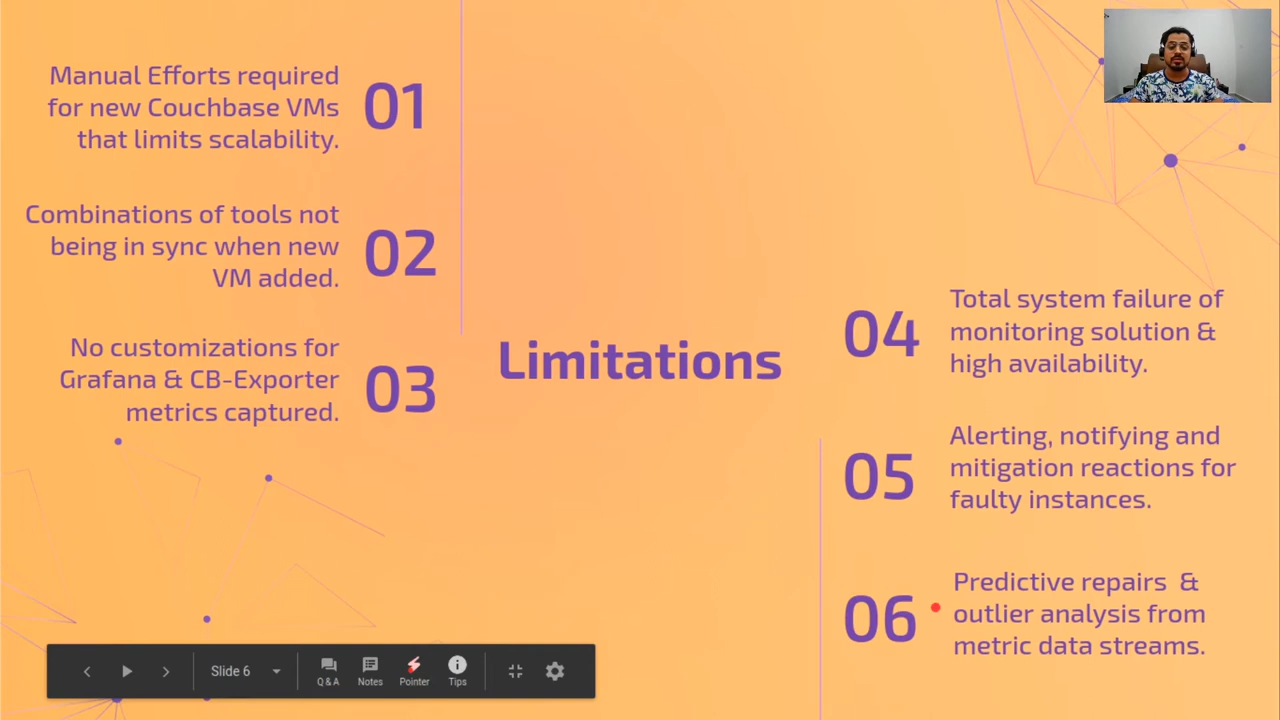 Manual Efforts required
for new Couchbase VMs
that limits scalability.
01
Combinations of tools not
being in sync when new
VM added.
02
No customizations for
Grafana & CB-Exporter
metrics captured.
03
Limitations
04
Total system failure of
monitoring solution &
high availability.
05
Alerting, notifying and
mitigation reactions for
faulty instances.
06
Predictive repairs &
outlier analysis from
metric data streams.
Slide 6
Q & A
Notes
Pointer
Tips